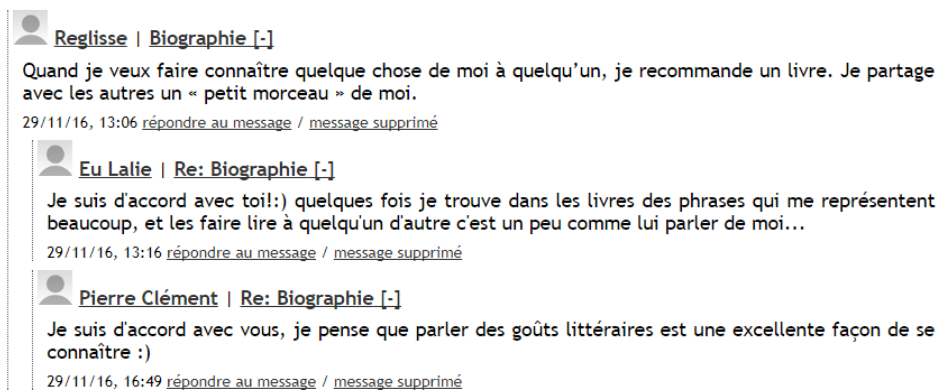 Reglisse | Biographie [-]
Quand je veux faire connaître quelque chose de moi à quelqu’un, je recommande un livre. Je partage
avec les autres un « petit morceau » de moi.
29/11/16, 13:06 répondre au message / message supprimé
Eu Lalie | Re: Biographie [-]
Je suis d'accord avec toi!:) quelques fois je trouve dans les livres des phrases qui me représentent
beaucoup, et les faire lire à quelqu'un d'autre c'est un peu comme lui parler de moi...
29/11/16, 13:16 répondre au message / message supprimé
Pierre Clément | Re: Biographie [-]
Je suis d'accord avec vous, je pense que parler des goûts littéraires est une excellente façon de se
connaître :)
29/11/16, 16:49 répondre au message / message supprimé